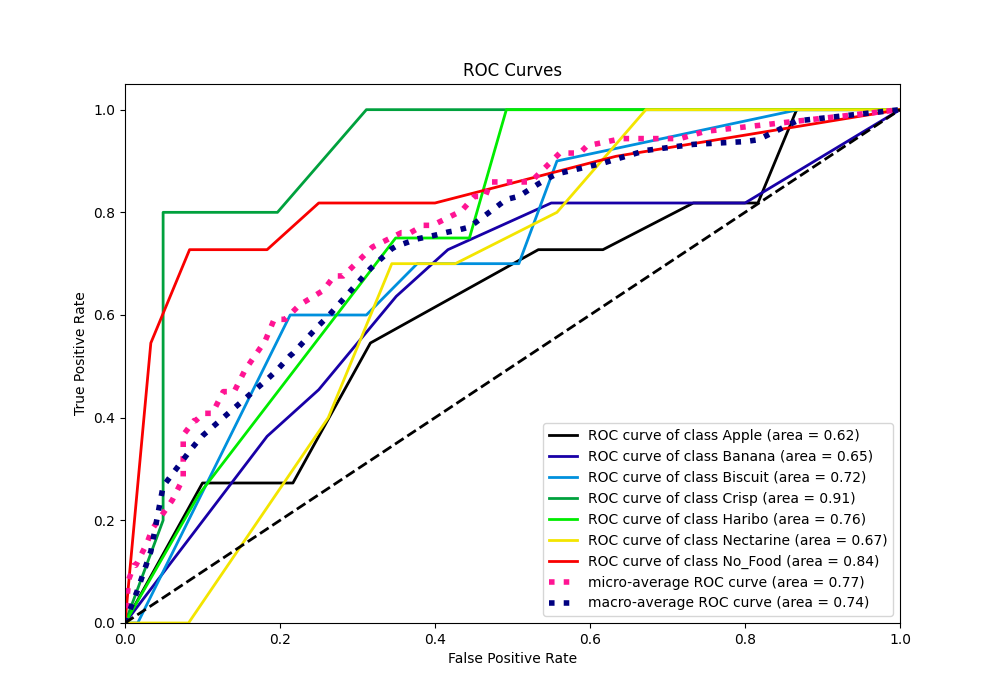 ROC Curves
True Positive Rate
1.0
0.8
0.6
0.4
0.2
0.0
ROC curve of class Apple (area = 0.62)
ROC curve of class Banana (area = 0.65)
ROC curve of class Biscuit (area = 0.72)
ROC curve of class Crisp (area = 0.91)
ROC curve of class Haribo (area = 0.76)
ROC curve of class Nectarine (area = 0.67)
ROC curve of class No_Food (area = 0.84)
micro-average ROC curve (area = 0.77)
macro-average ROC curve (area = 0.74)
0.0 0.2 0.4 0.6 0.8 1.0
False Positive Rate